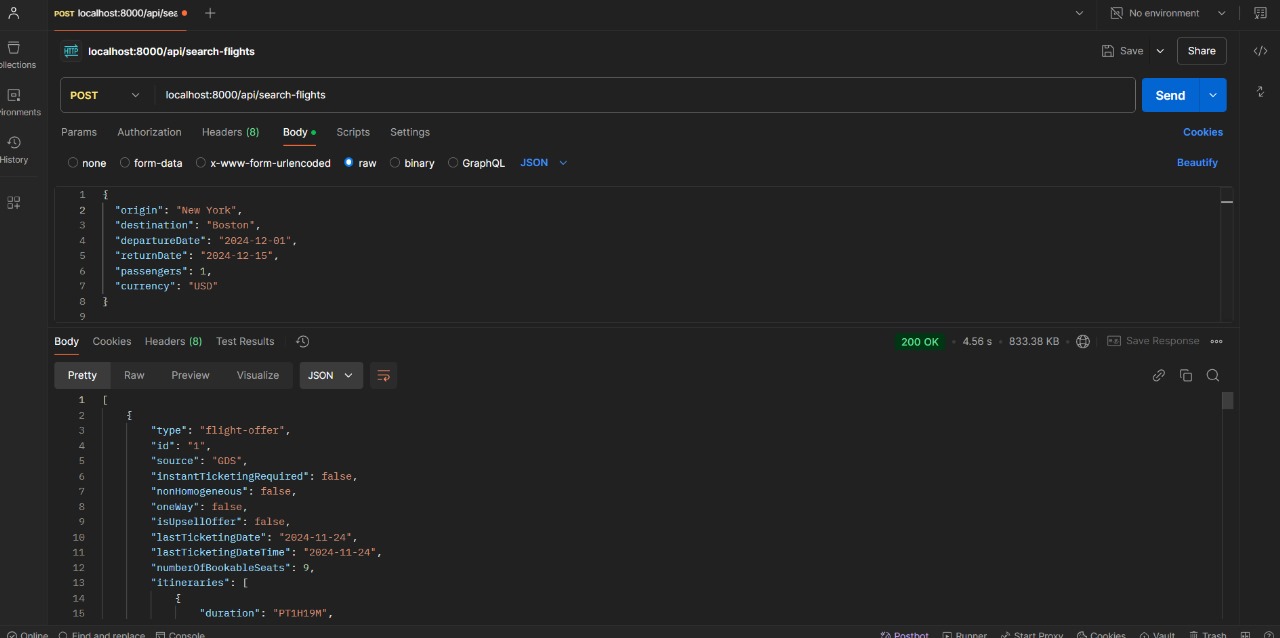 POST localhost:8000/api/sea
No environment
HTTP localhost:8000/api/search-flights
Save
Share
ollections
POST localhost:8000/api/search-flights
Send
vironments
Params Authorization Headers (8) Body Scripts Settings
Cookies
History
none form-data x-www-form-urlencoded raw binary GraphQL JSON
Beautify
1 {
2 "origin": "New York",
3 "destination": "Boston",
4 "departureDate": "2024-12-01",
5 "returnDate": "2024-12-15",
6 "passengers": 1,
7 "currency": "USD"
8 }
9
Body Cookies Headers (8) Test Results
200 OK • 4.56 s • 833.38 KB
Save Response
Pretty Raw Preview Visualize JSON
1 [
2 {
3 "type": "flight-offer",
4 "id": "1",
5 "source": "GDS",
6 "instantTicketingRequired": false,
7 "nonHomogeneous": false,
8 "oneWay": false,
9 "isUpsellOffer": false,
10 "lastTicketingDate": "2024-11-24",
11 "lastTicketingDateTime": "2024-11-24",
12 "numberOfBookableSeats": 9,
13 "itineraries": [
14 {
15 "duration": "PT1H19M",
Online Find and replace Console
Postbot Runner Start Proxy Cookies Vault Trash